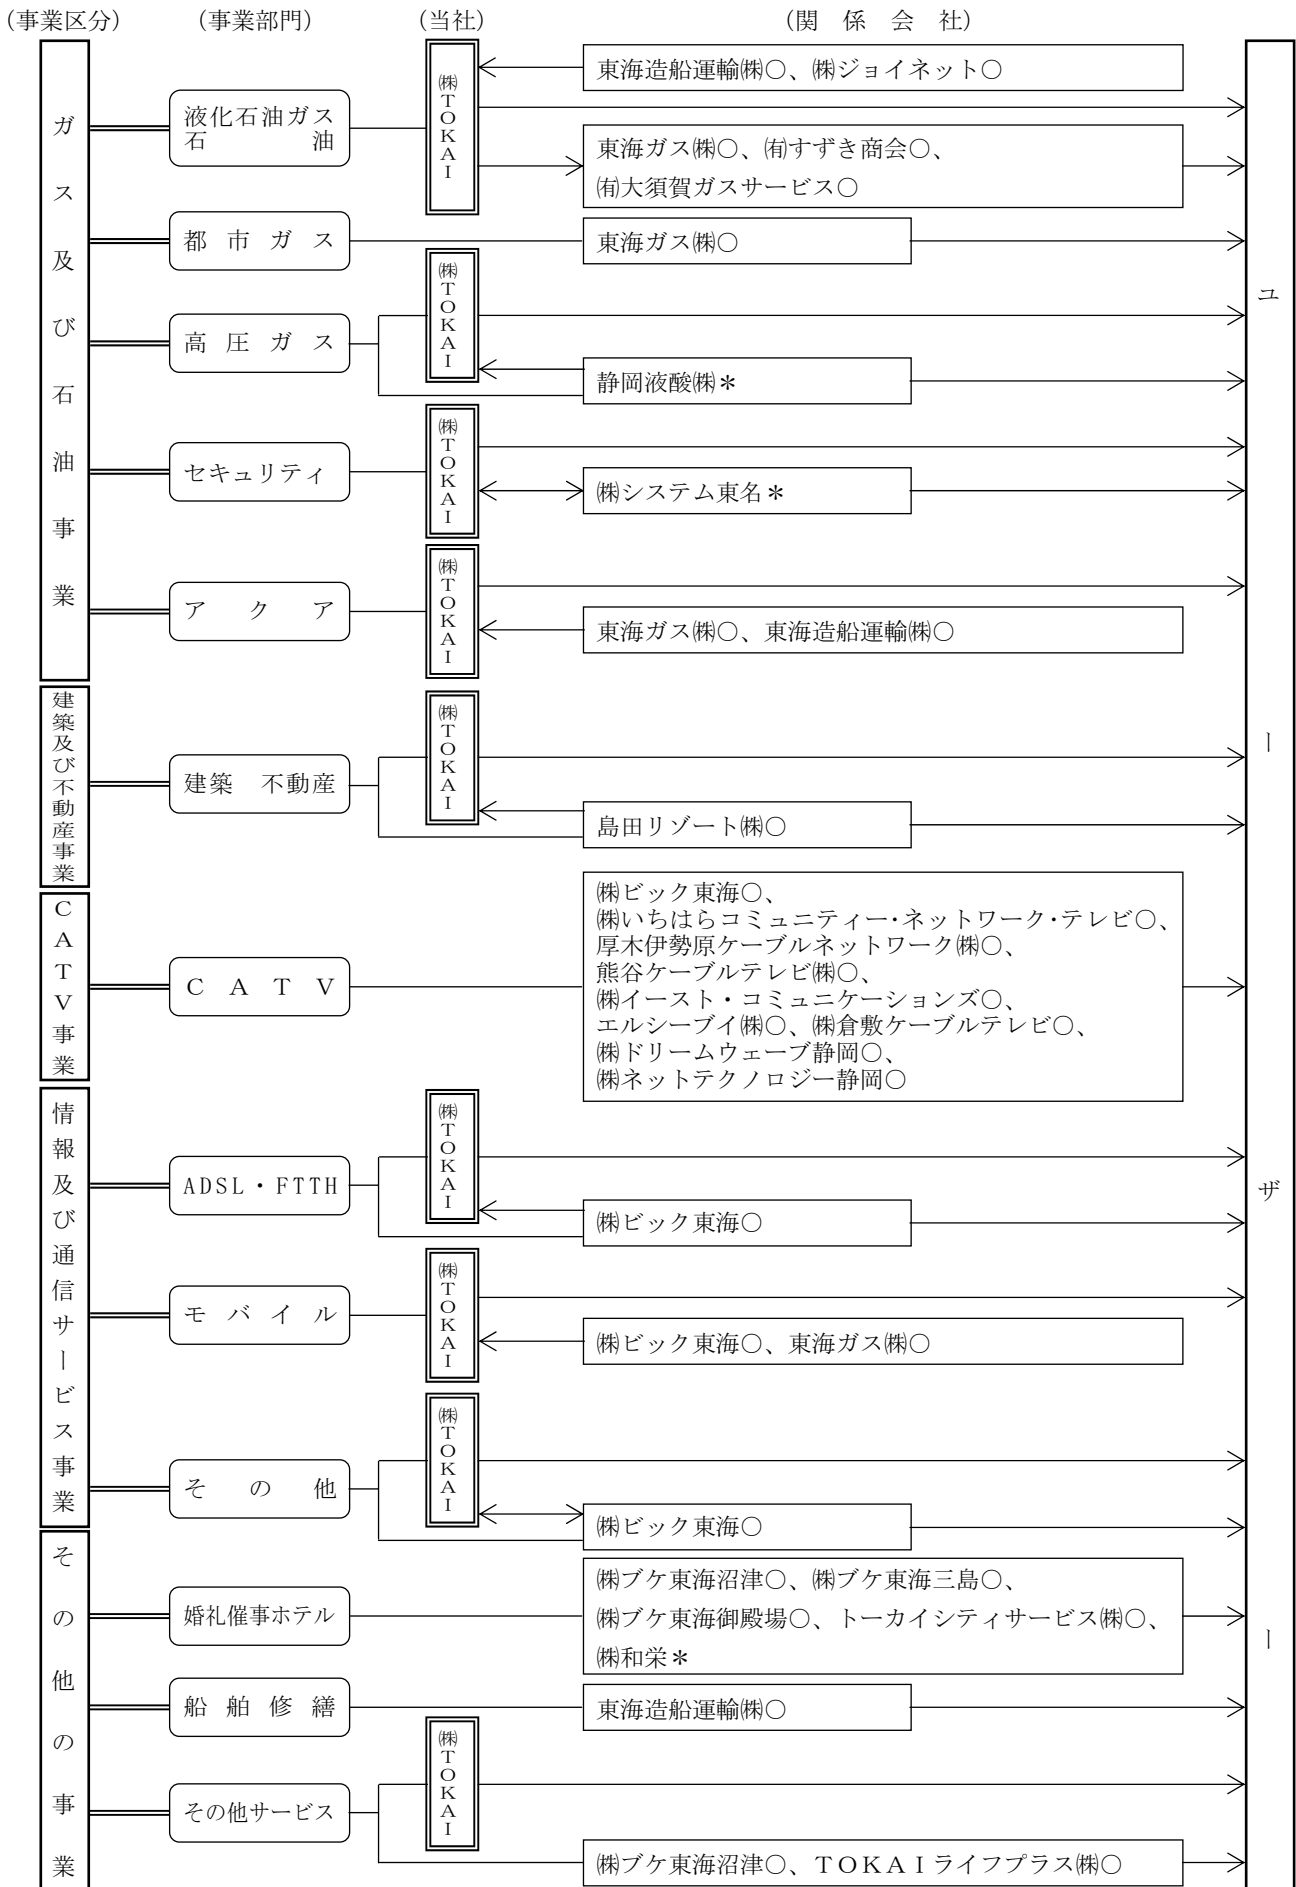 (事業区分) (事業部門) (当社) (関係会社)
ガス及び石油事業
液化石油ガス
石油
㈱TOKAI
東海造船運輸㈱○、㈱ジョイネット○
東海ガス㈱○、㈲すずき商会○、
㈲大須賀ガスサービス○
都市ガス
東海ガス㈱○
高圧ガス
㈱TOKAI
静岡液酸㈱＊
セキュリティ
㈱TOKAI
㈱システム東名＊
アクア
㈱TOKAI
東海ガス㈱○、東海造船運輸㈱○
建築及び不動産事業
建築 不動産
㈱TOKAI
島田リゾート㈱○
CATV事業
CATV
㈱ビック東海○、
㈱いちはらコミュニティー・ネットワーク・テレビ○、
厚木伊勢原ケーブルネットワーク㈱○、
熊谷ケーブルテレビ㈱○、
㈱イースト・コミュニケーションズ○、
エルシーブイ㈱○、㈱倉敷ケーブルテレビ○、
㈱ドリームウェーブ静岡○、
㈱ネットテクノロジー静岡○
情報及び通信サービス事業
ADSL・FTTH
㈱TOKAI
㈱ビック東海○
モバイル
㈱TOKAI
㈱ビック東海○、東海ガス㈱○
その他
㈱TOKAI
㈱ビック東海○
その他の事業
婚礼催事ホテル
㈱ブケ東海沼津○、㈱ブケ東海三島○、
㈱ブケ東海御殿場○、トーカイシティサービス㈱○、
㈱和栄＊
船舶修繕
東海造船運輸㈱○
その他サービス
㈱TOKAI
㈱ブケ東海沼津○、TOKAIライフプラス㈱○
ユーザー